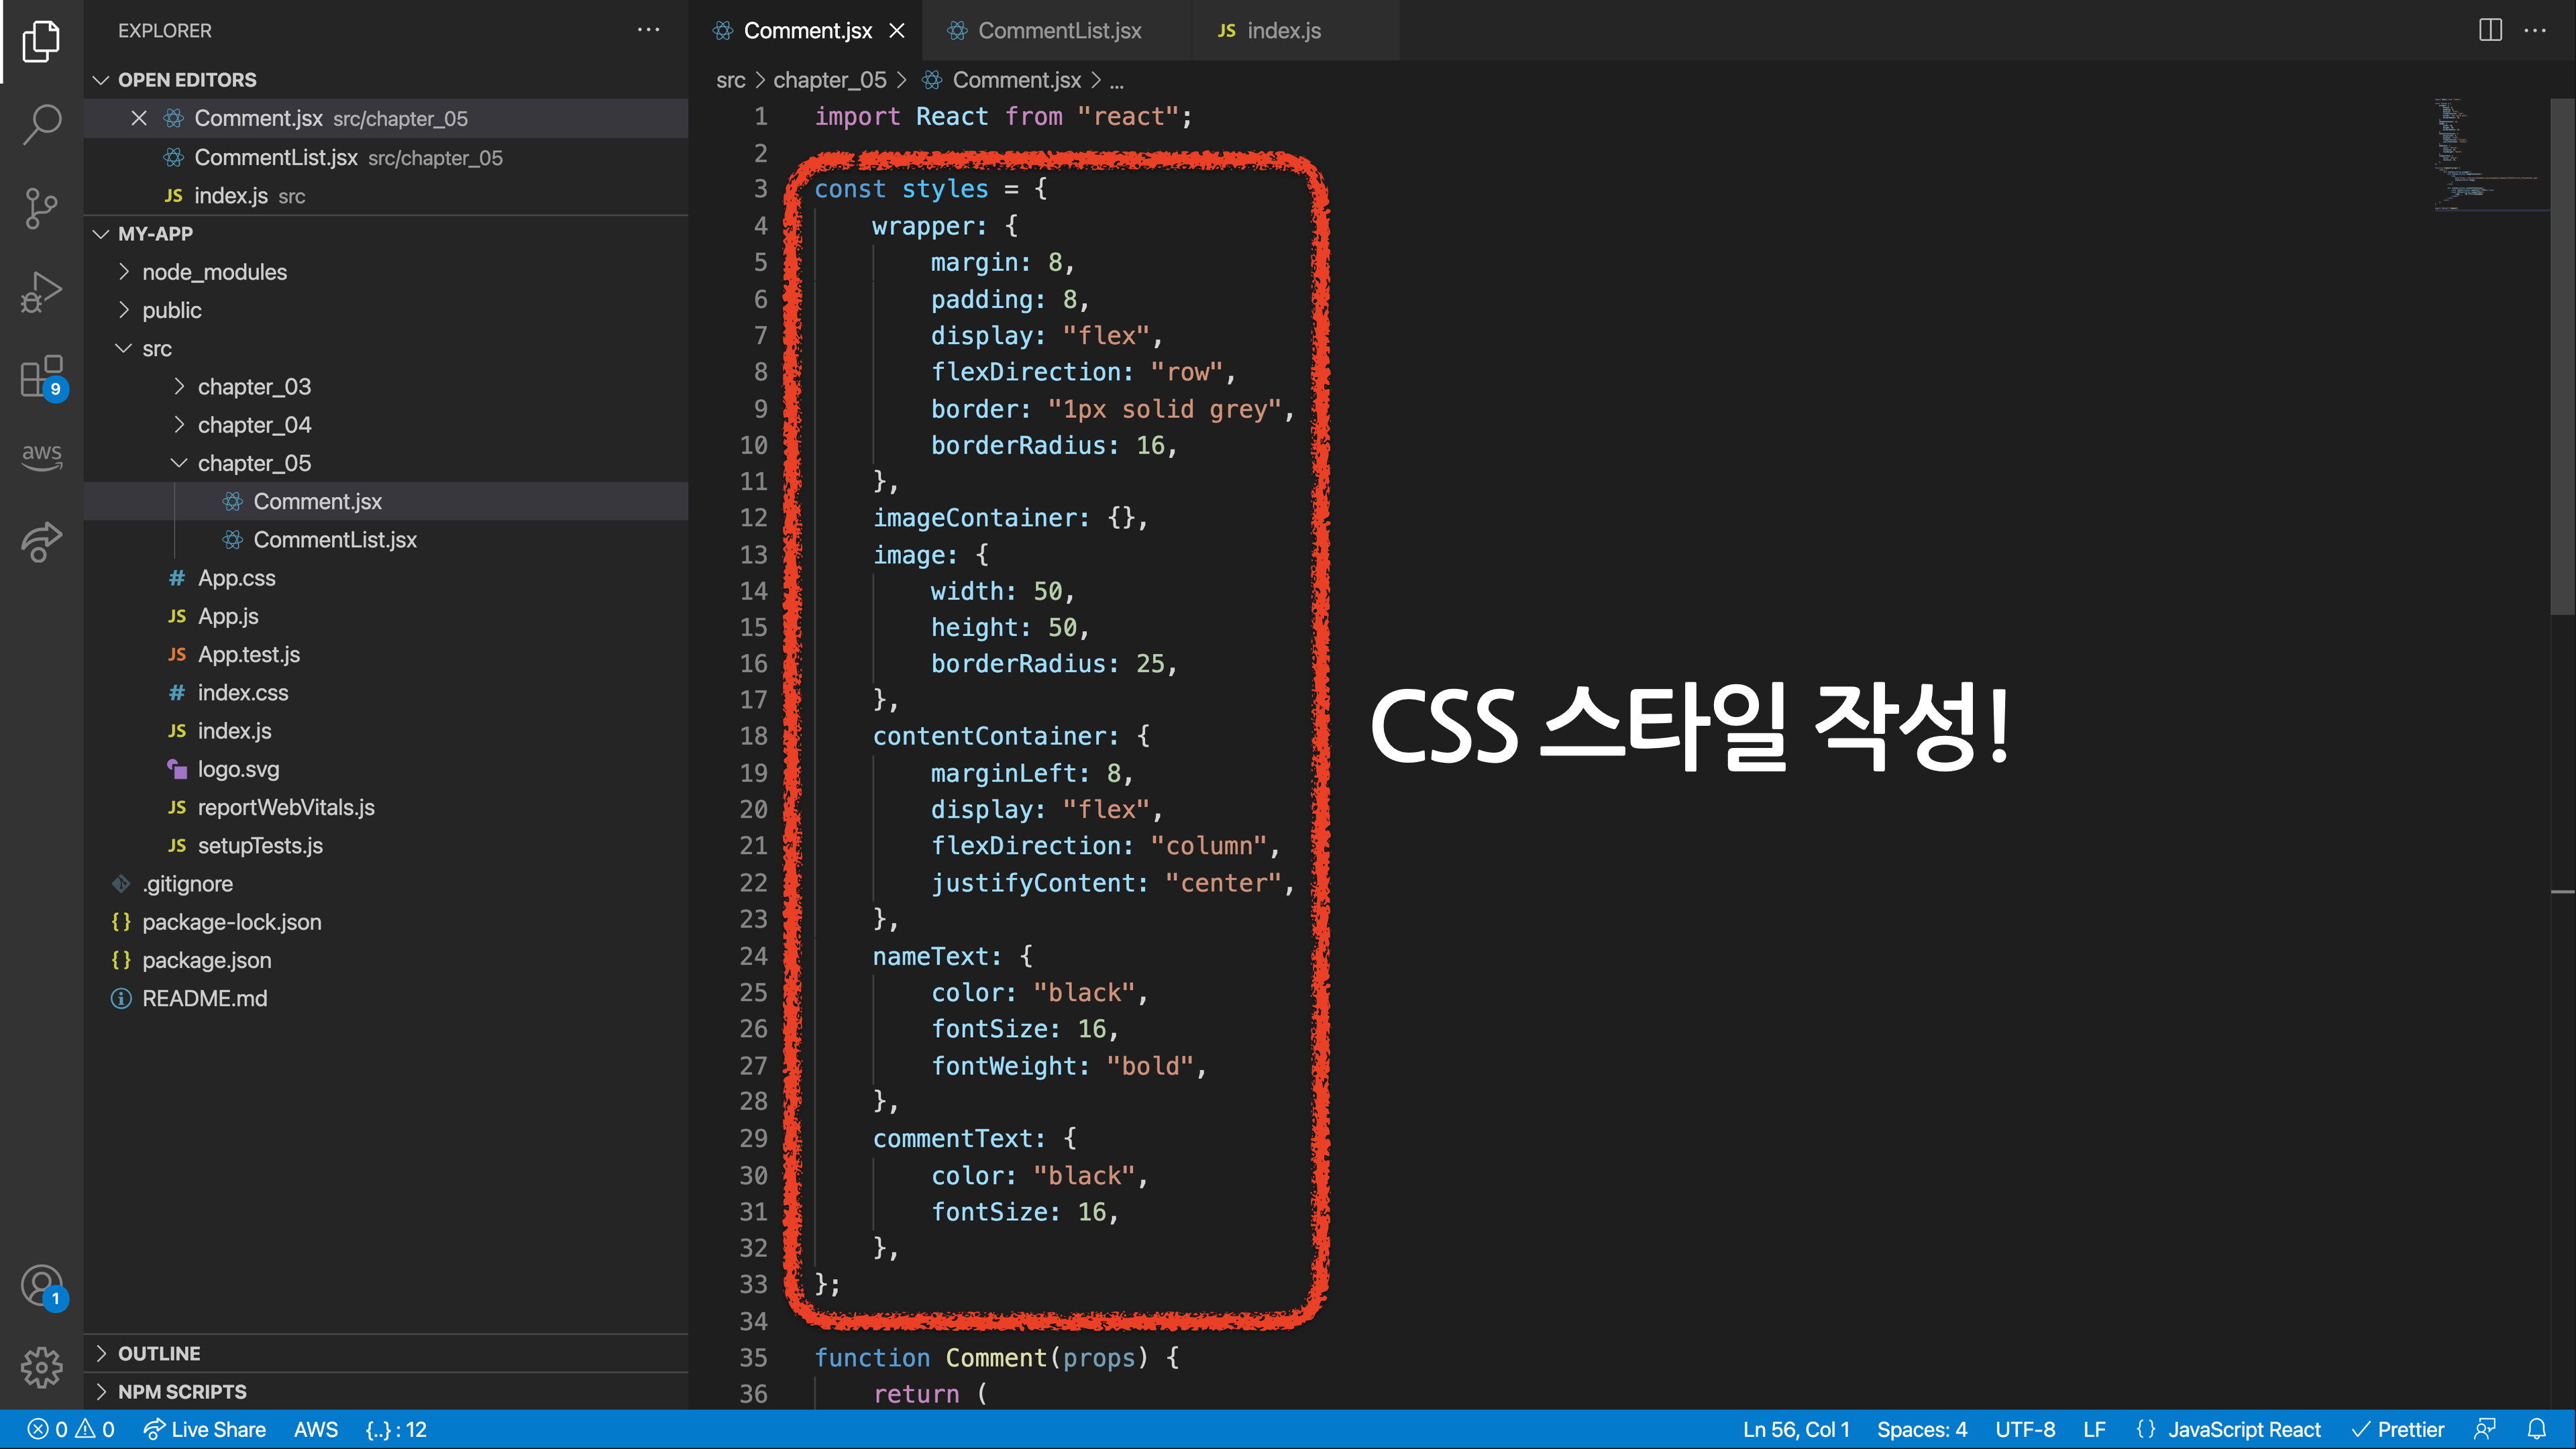 EXPLORER
OPEN EDITORS
Comment.jsx src/chapter_05
CommentList.jsx src/chapter_05
JS index.js src
MY-APP
node_modules
public
src
chapter_03
chapter_04
chapter_05
Comment.jsx
CommentList.jsx
# App.css
JS App.js
JS App.test.js
# index.css
JS index.js
logo.svg
JS reportWebVitals.js
JS setupTests.js
.gitignore
{} package-lock.json
{} package.json
README.md
OUTLINE
NPM SCRIPTS
9
aws
1
Comment.jsx CommentList.jsx JS index.js
src > chapter_05 > Comment.jsx > ...
1 import React from "react";
2
3 const styles = {
4 wrapper: {
5 margin: 8,
6 padding: 8,
7 display: "flex",
8 flexDirection: "row",
9 border: "1px solid grey",
10 borderRadius: 16,
11 },
12 imageContainer: {},
13 image: {
14 width: 50,
15 height: 50,
16 borderRadius: 25,
17 },
18 contentContainer: {
19 marginLeft: 8,
20 display: "flex",
21 flexDirection: "column",
22 justifyContent: "center",
23 },
24 nameText: {
25 color: "black",
26 fontSize: 16,
27 fontWeight: "bold",
28 },
29 commentText: {
30 color: "black",
31 fontSize: 16,
32 },
33 };
34
35 function Comment(props) {
36 return (
CSS 스타일 작성!
0 0 Live Share AWS {..} : 12 Ln 56, Col 1 Spaces: 4 UTF-8 LF {} JavaScript React Prettier